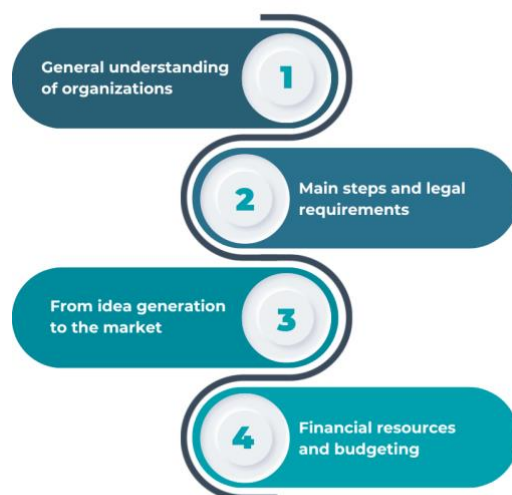 General understanding
of organizations
1
2
Main steps and legal
requirements
From idea generation
to the market
3
4
Financial resources
and budgeting